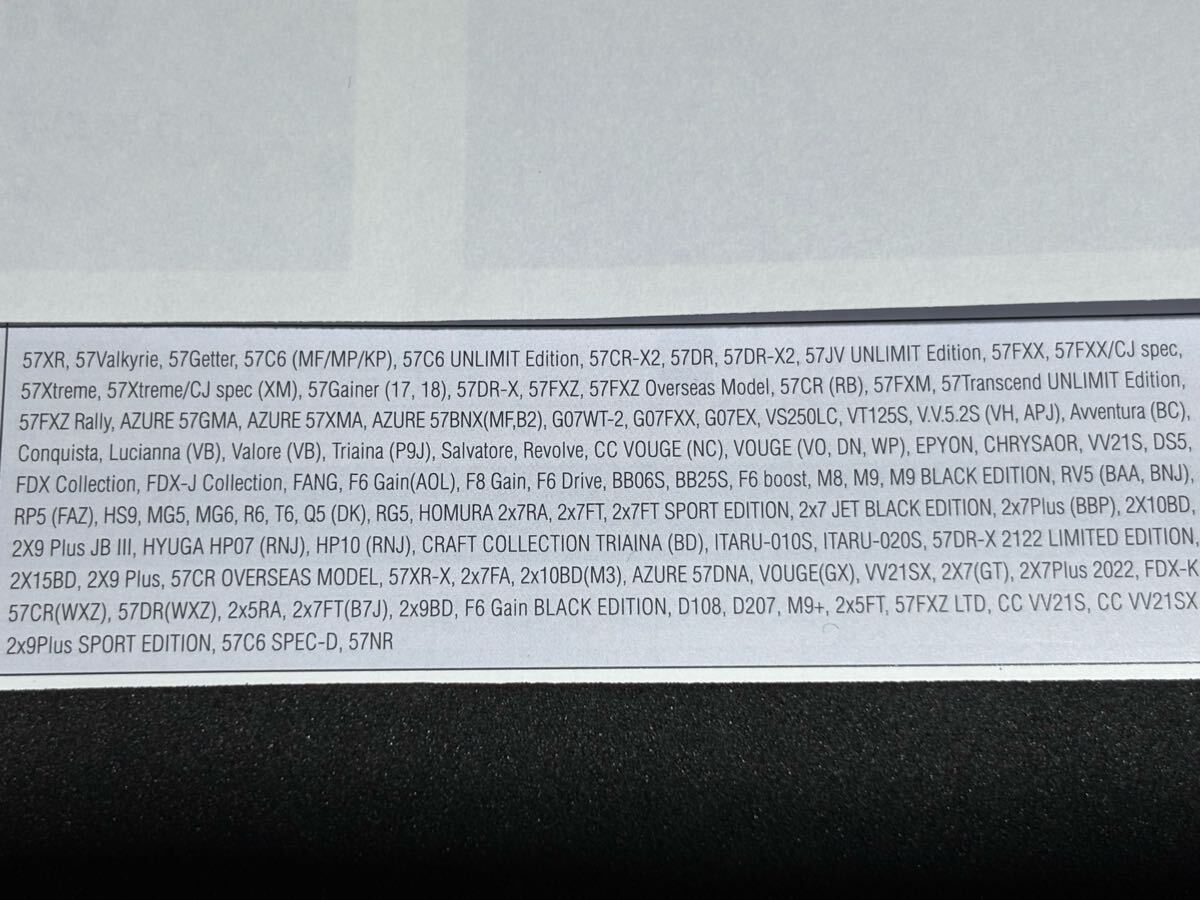 57XR, 57Valkyrie, 57Getter, 57C6 (MF/MP/KP), 57C6 UNLIMIT Edition, 57CR-X2, 57DR, 57DR-X2, 57JV UNLIMIT Edition, 57FXX, 57FXX/CJ spec,
57Xtreme, 57Xtreme/CJ spec (XM), 57Gainer (17, 18), 57DR-X, 57FXZ, 57FXZ Overseas Model, 57CR (RB), 57FXM, 57Transcend UNLIMIT Edition,
57FXZ Rally, AZURE 57GMA, AZURE 57XMA, AZURE 57BNX(MF,B2), G07WT-2, G07FXX, G07EX, VS250LC, VT125S, V.V.5.2S (VH, APJ), Avventura (BC),
Conquista, Lucianna (VB), Valore (VB), Triaina (P9J), Salvatore, Revolve, CC VOUGE (NC), VOUGE (VO, DN, WP), EPYON, CHRYSAOR, VV21S, DS5,
FDX Collection, FDX-J Collection, FANG, F6 Gain(AOL), F8 Gain, F6 Drive, BB06S, BB25S, F6 boost, M8, M9, M9 BLACK EDITION, RV5 (BAA, BNJ),
RP5 (FAZ), HS9, MG5, MG6, R6, T6, Q5 (DK), RG5, HOMURA 2x7RA, 2x7FT, 2x7FT SPORT EDITION, 2x7 JET BLACK EDITION, 2x7Plus (BBP), 2X10BD,
2X9 Plus JB III, HYUGA HP07 (RNJ), HP10 (RNJ), CRAFT COLLECTION TRIAINA (BD), ITARU-010S, ITARU-020S, 57DR-X 2122 LIMITED EDITION,
2X15BD, 2X9 Plus, 57CR OVERSEAS MODEL, 57XR-X, 2x7FA, 2x10BD(M3), AZURE 57DNA, VOUGE(GX), VV21SX, 2X7(GT), 2X7Plus 2022, FDX-K
57CR(WXZ), 57DR(WXZ), 2x5RA, 2x7FT(B7J), 2x9BD, F6 Gain BLACK EDITION, D108, D207, M9+, 2x5FT, 57FXZ LTD, CC VV21S, CC VV21SX
2x9Plus SPORT EDITION, 57C6 SPEC-D, 57NR